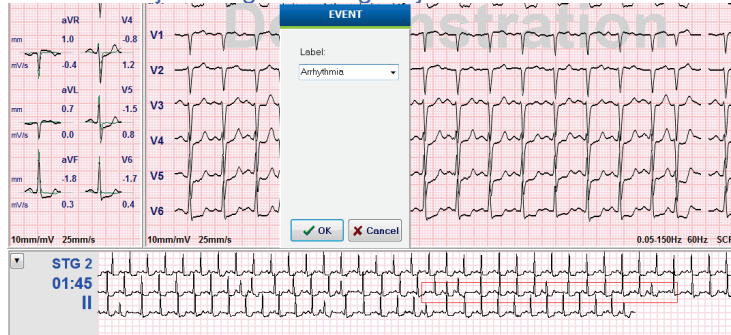 Demonstration
EVENT
Label:
Arrhythmia
OK
Cancel
aVR V4
mm 1.0 -0.8
mV/s -0.4 1.2
aVL V5
mm 0.7 -1.5
mV/s 0.0 0.8
aVF V6
mm -1.8 -1.7
mV/s 0.3 0.4
10mm/mV 25mm/s
V1
V2
V3
V4
V5
V6
10mm/mV 25mm/s
0.05-150Hz 60Hz
STG 2
01:45
II